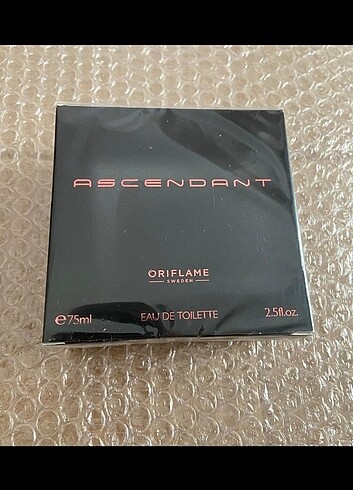 ASCENDANT
ORIFLAME
SWEDEN
℮75ml EAU DE TOILETTE 2.5fl.oz.